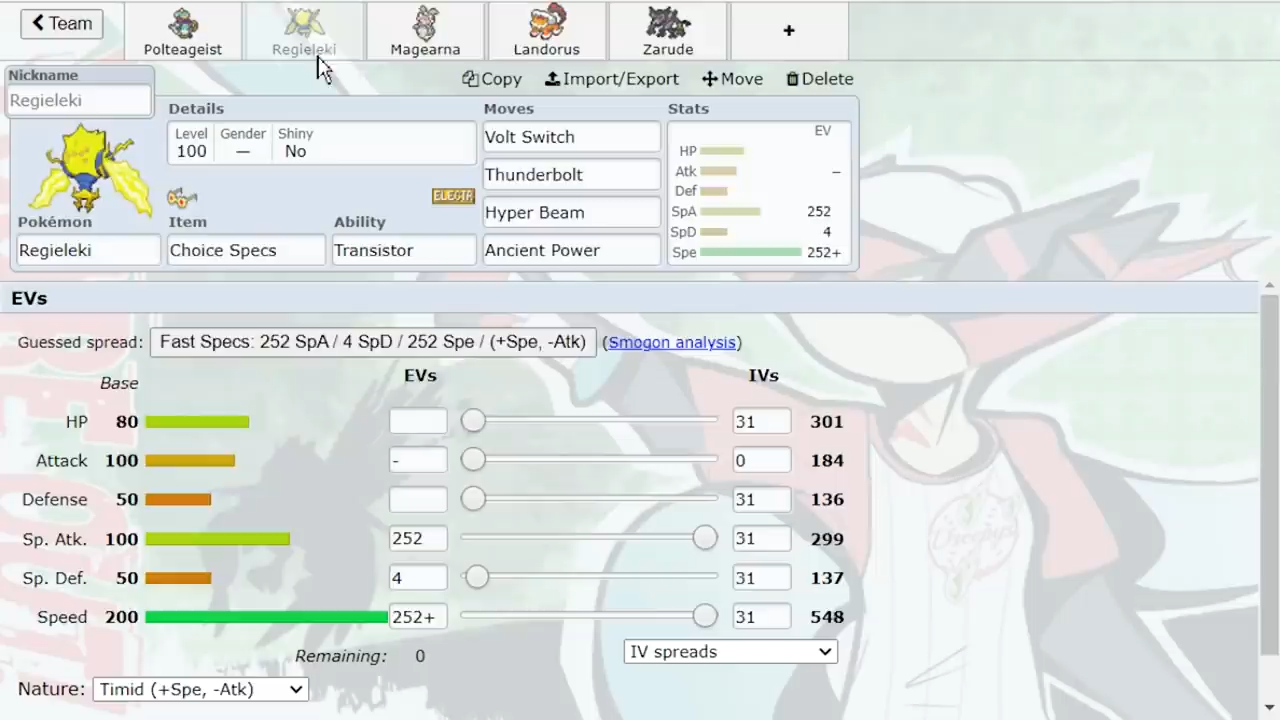 Team
Polteageist
Regieleki
Magearna
Landorus
Zarude
+
Nickname
Regieleki
Copy
Import/Export
Move
Delete
Details
Moves
Stats
Level Gender Shiny
100 — No
ELECTR
Pokémon
Regieleki
Item
Choice Specs
Ability
Transistor
Volt Switch
Thunderbolt
Hyper Beam
Ancient Power
EV
HP
Atk –
Def
SpA 252
SpD 4
Spe 252+
EVs
Guessed spread: Fast Specs: 252 SpA / 4 SpD / 252 Spe / (+Spe, -Atk) (Smogon analysis)
Base EVs IVs
HP 80 31 301
Attack 100 - 0 184
Defense 50 31 136
Sp. Atk. 100 252 31 299
Sp. Def. 50 4 31 137
Speed 200 252+ 31 548
Remaining: 0
IV spreads
Nature: Timid (+Spe, -Atk)